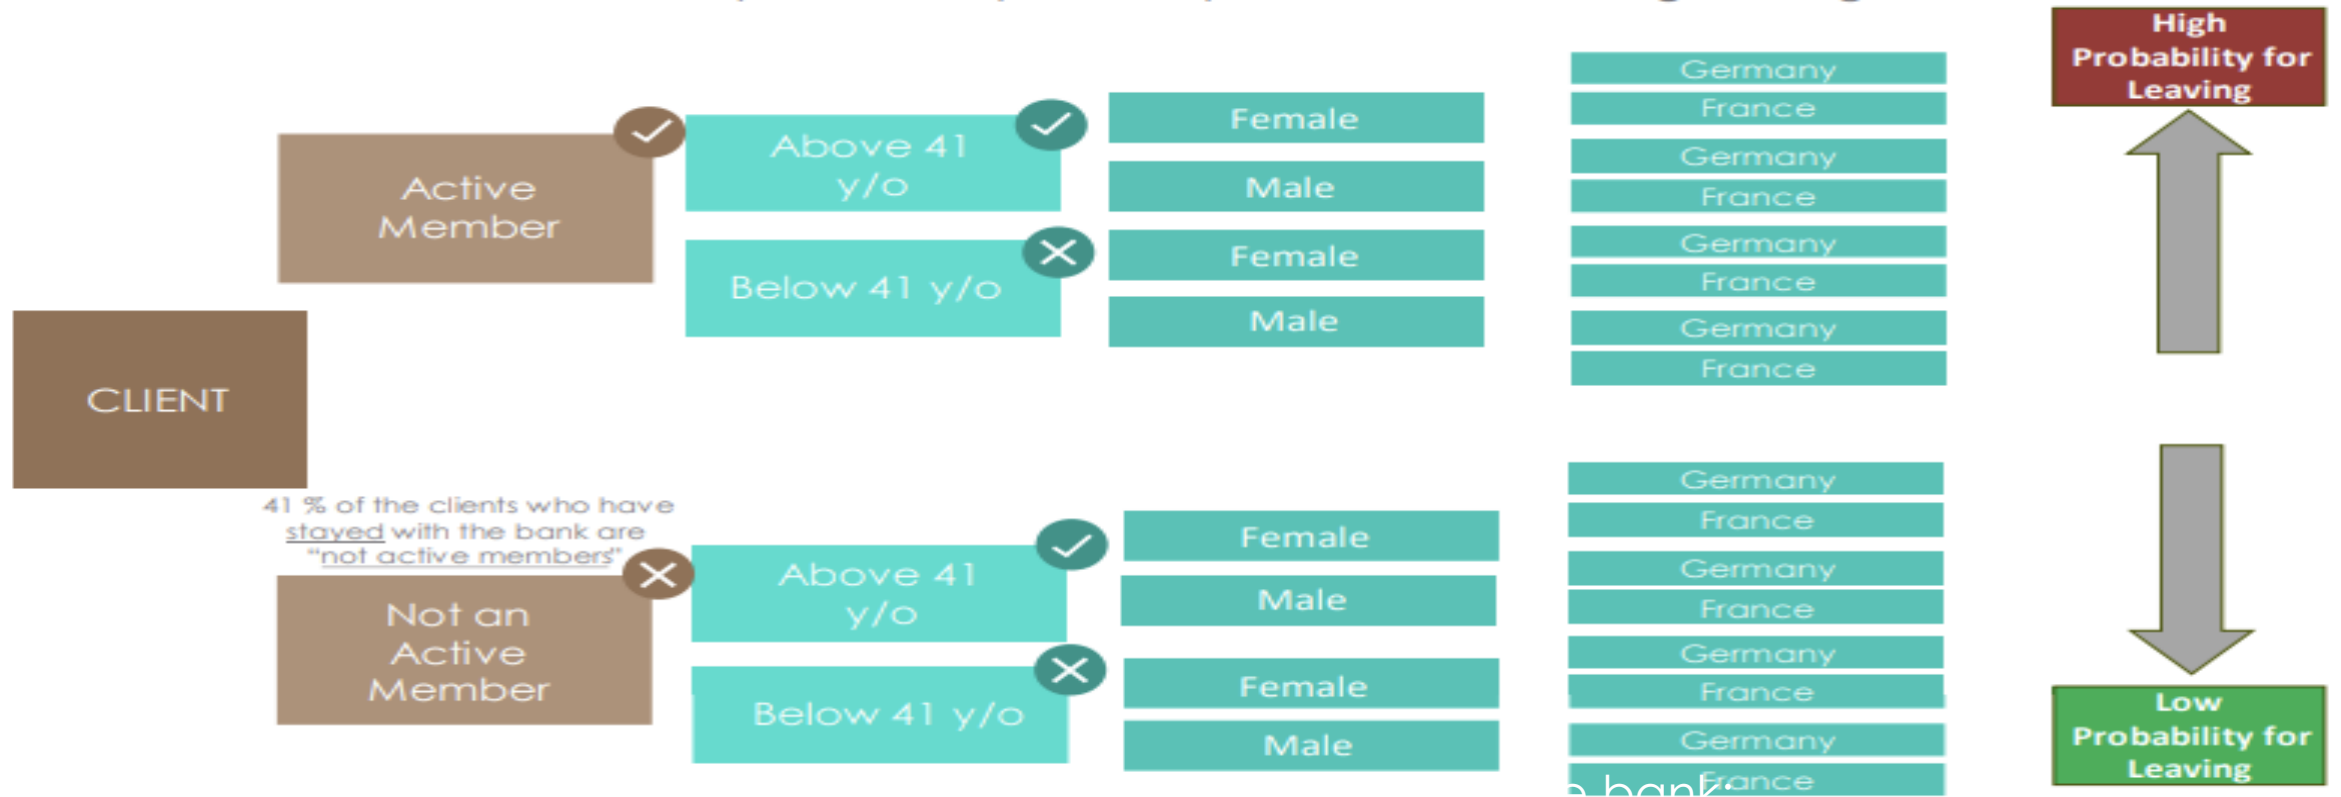 High
Probability for
Leaving
Germany
France
Germany
France
Germany
France
Germany
France
Female
Male
Female
Male
Above 41
y/o
Below 41 y/o
Active
Member
CLIENT
41 % of the clients who have
stayed with the bank are
“not active members”
Not an
Active
Member
Above 41
y/o
Below 41 y/o
Female
Male
Female
Male
Germany
France
Germany
France
Germany
France
Germany
France
bank:
Low
Probability for
Leaving